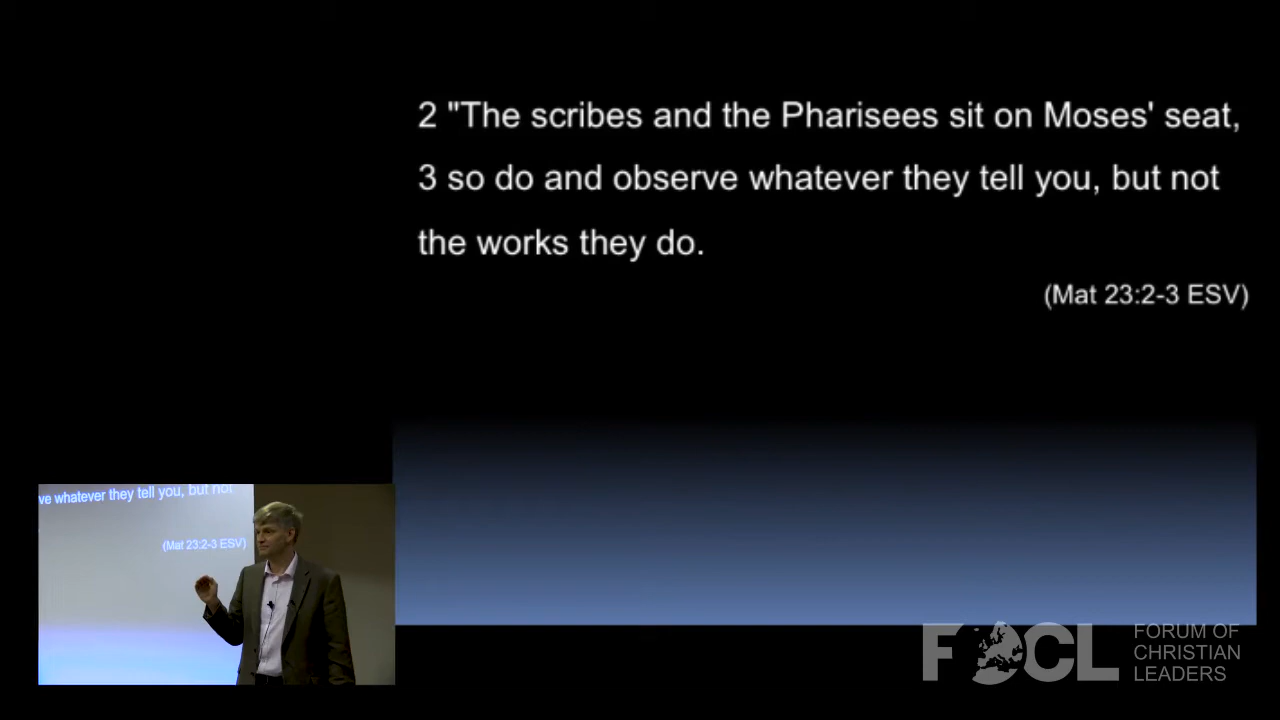 2 "The scribes and the Pharisees sit on Moses' seat,
3 so do and observe whatever they tell you, but not
the works they do.
(Mat 23:2-3 ESV)
ve whatever they tell you, but not
(Mat 23:2-3 ESV)
FOCL
FORUM OF
CHRISTIAN
LEADERS